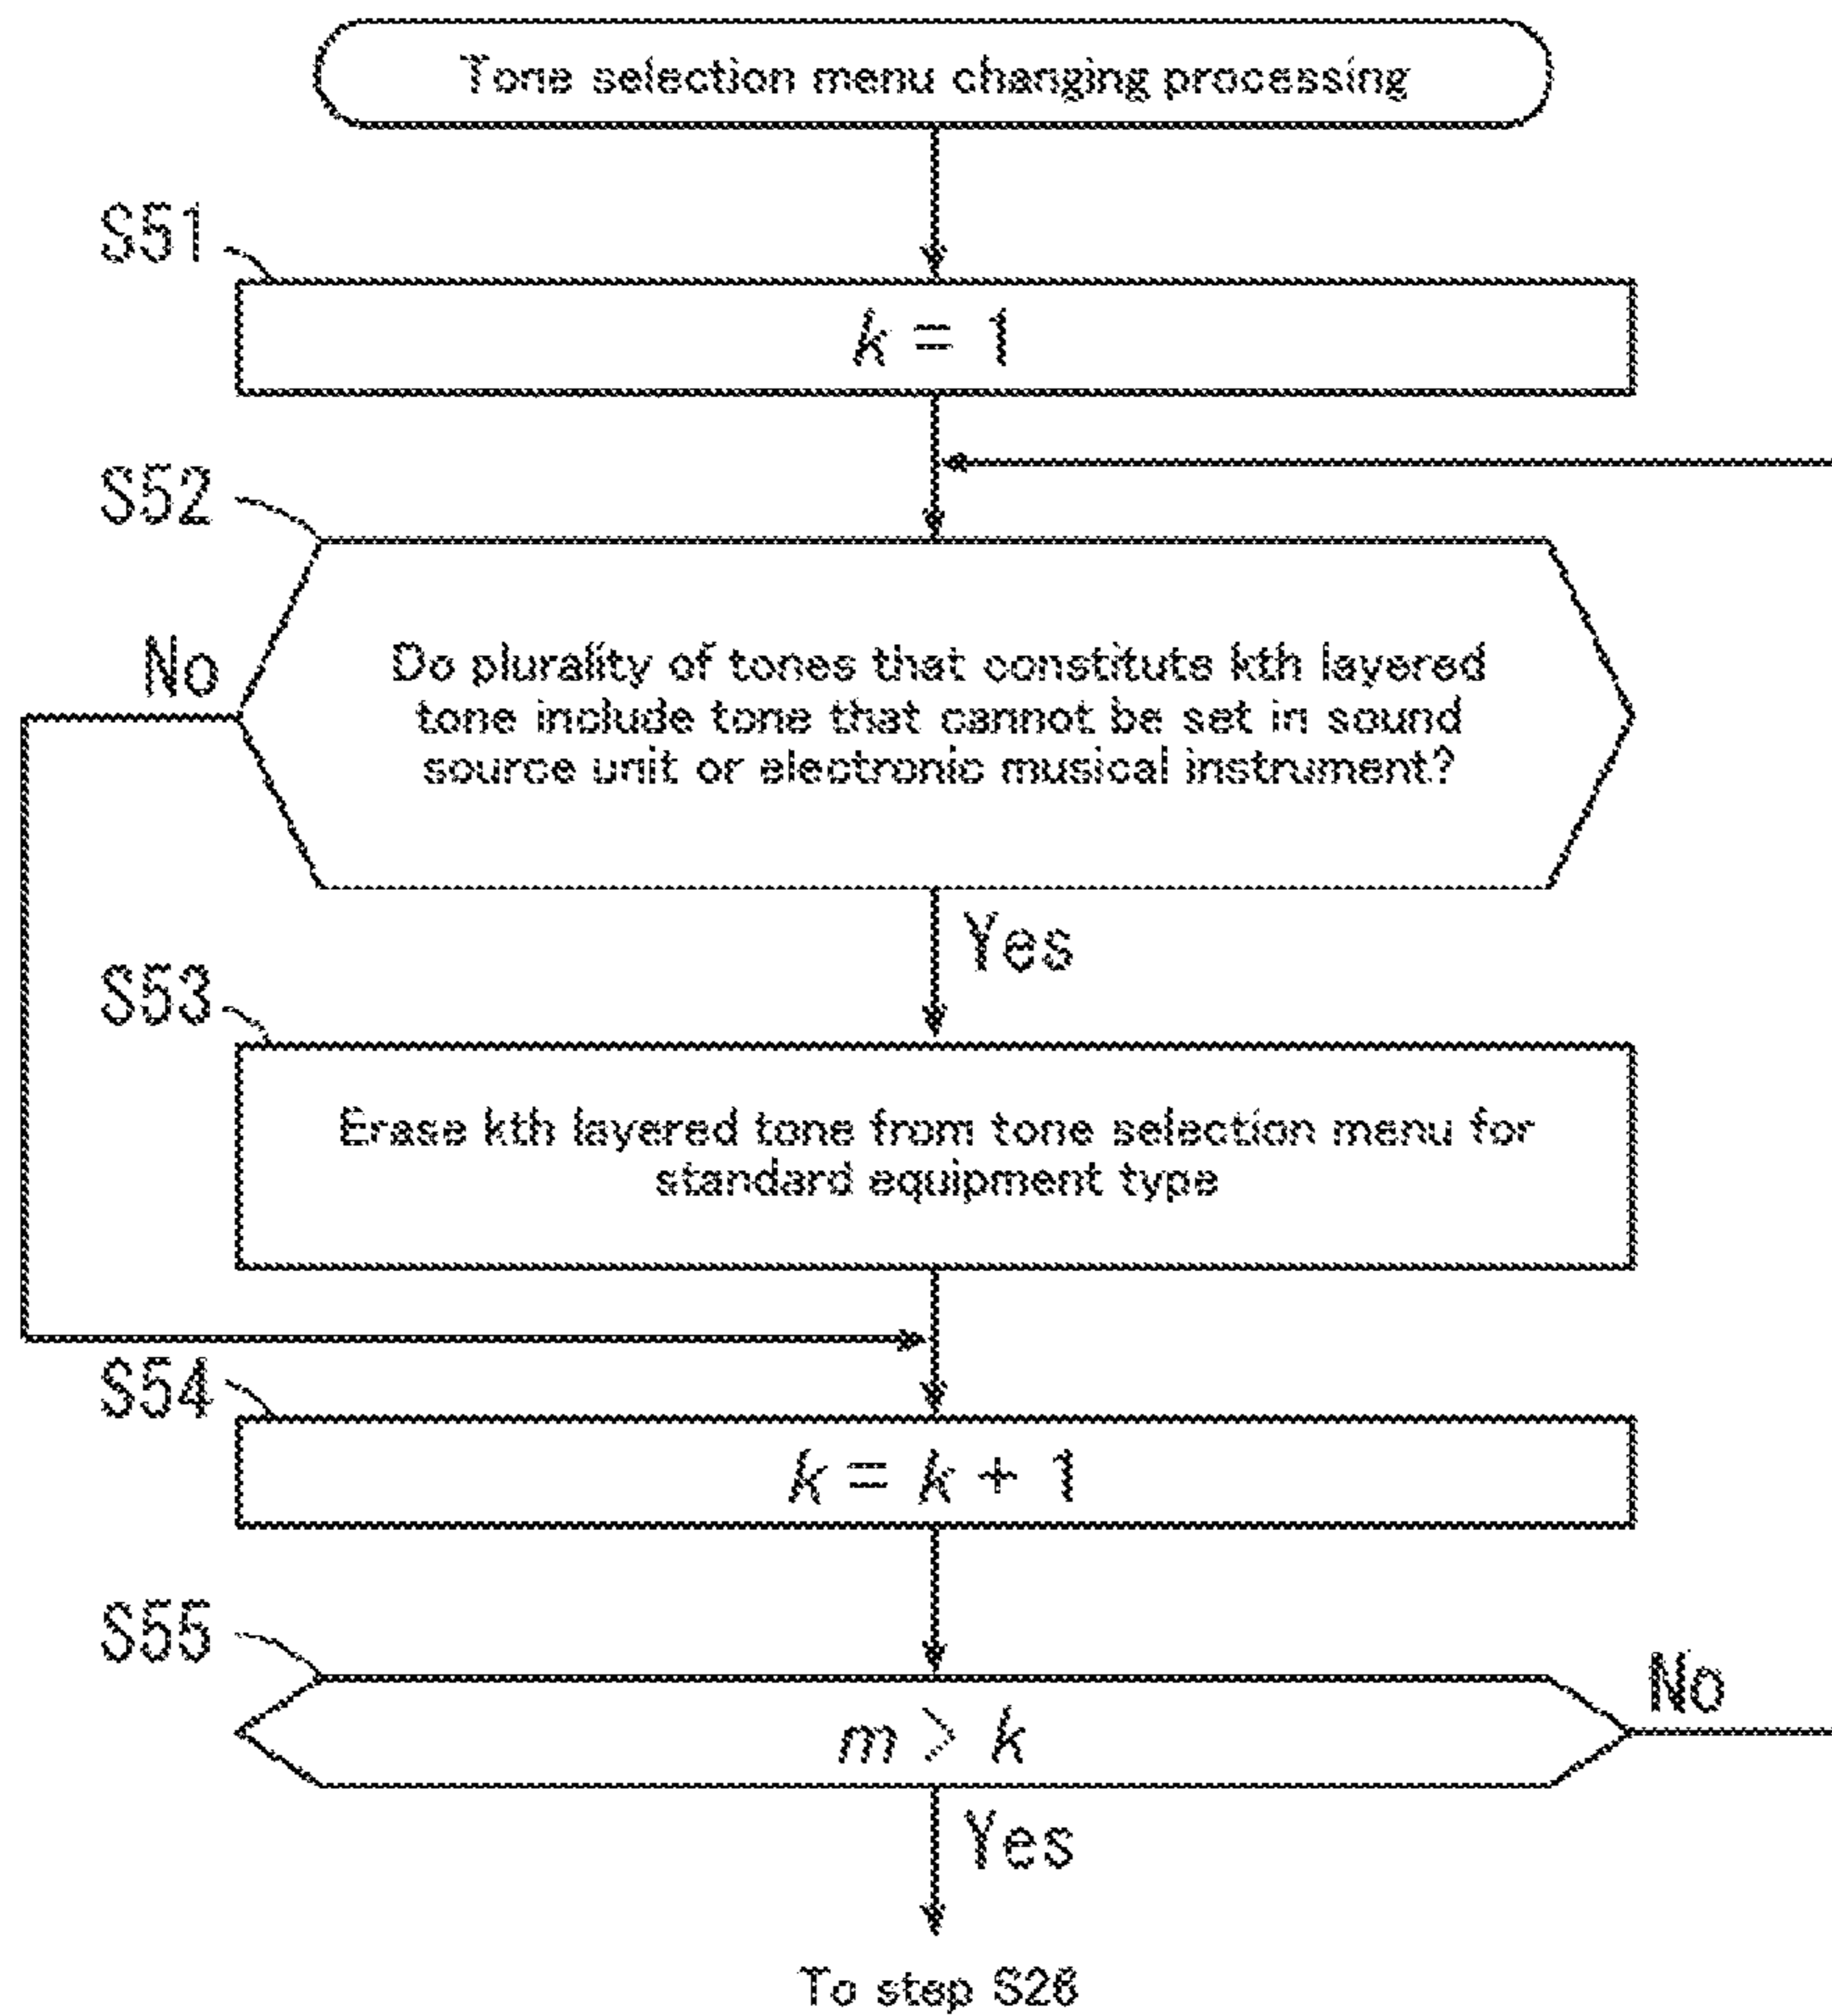 Tone selection menu changing processing
S51
k = 1
S52
No
Do plurality of tones that constitute kth layered
tone include tone that cannot be set in sound
source unit or electronic musical instrument?
Yes
S53
Erase kth layered tone from tone selection menu for
standard equipment type
S54
k = k + 1
S55
m > k
No
Yes
To step S26